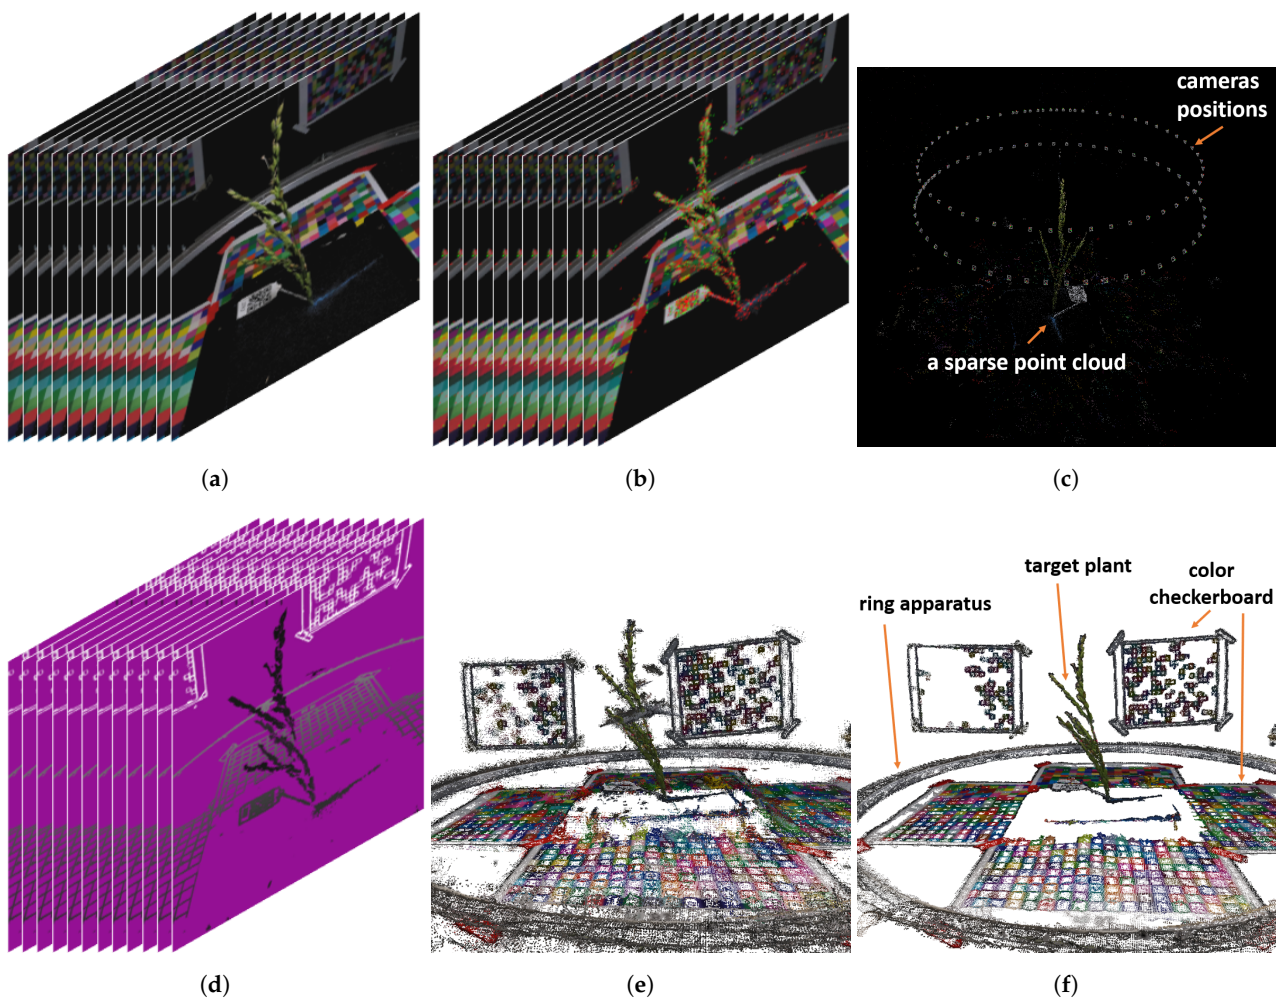 cameras
positions
a sparse point cloud
(a)
(b)
(c)
target plant
color
checkerboard
ring apparatus
(d)
(e)
(f)